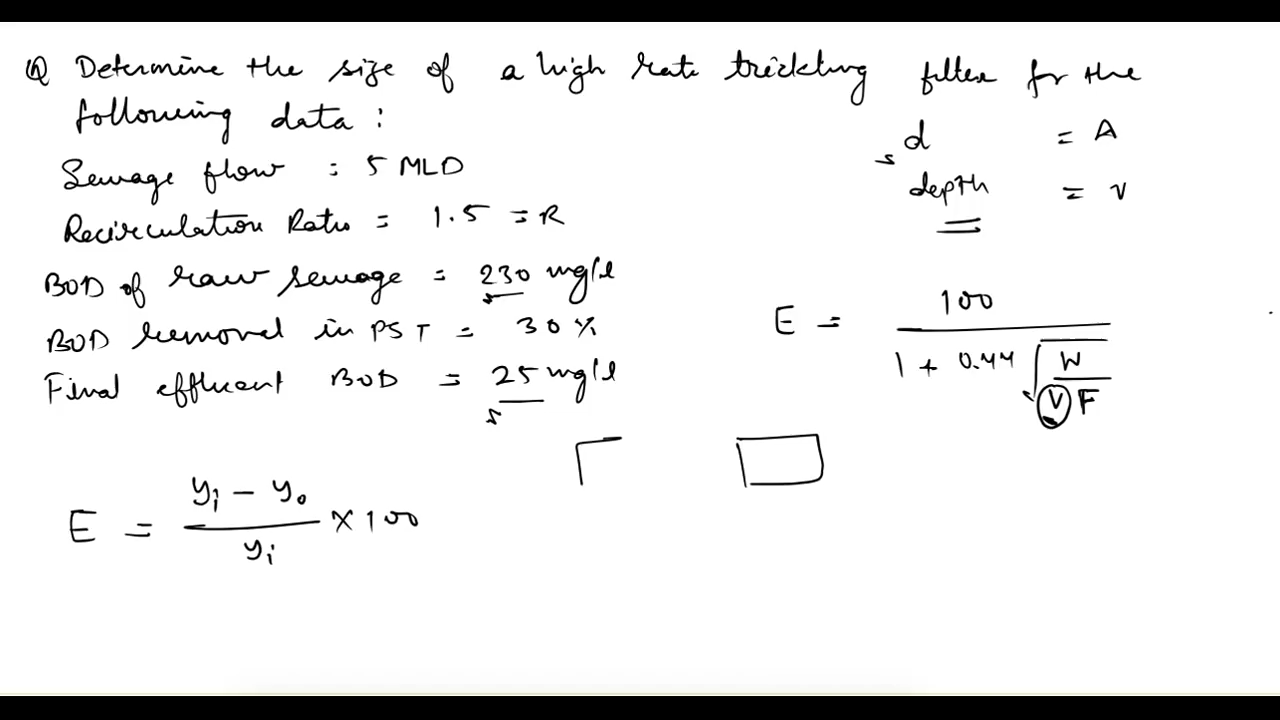 Q Determine the size of a high rate trickling filter for the
following data :
d = A
Sewage flow = 5 MLD
depth = V
Recirculation Ratio = 1.5 = R
BOD of raw sewage = 230 mg/l
E = 100 / 1 + 0.44 √ W / V F
BOD removal in PST = 30 %
Final effluent BOD = 25 mg/l
E = yi - yo / yi × 100